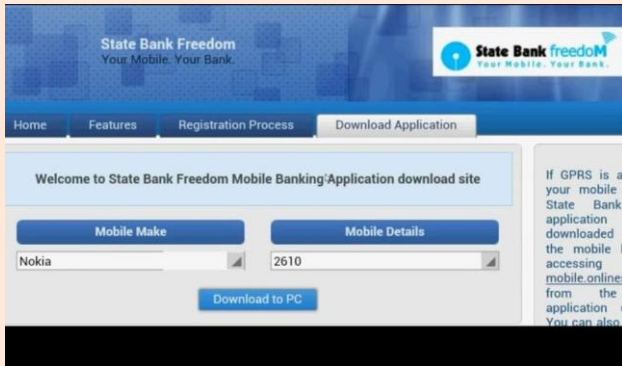 State Bank Freedom
Your Mobile. Your Bank.
State Bank freedoM
Your Mobile. Your Bank.
Home Features Registration Process Download Application
Welcome to State Bank Freedom Mobile Banking Application download site
Mobile Make Mobile Details
Nokia 2610
Download to PC
If GPRS is
your mobile
State Bank
application
downloaded
the mobile
accessing
from the
application
You can also